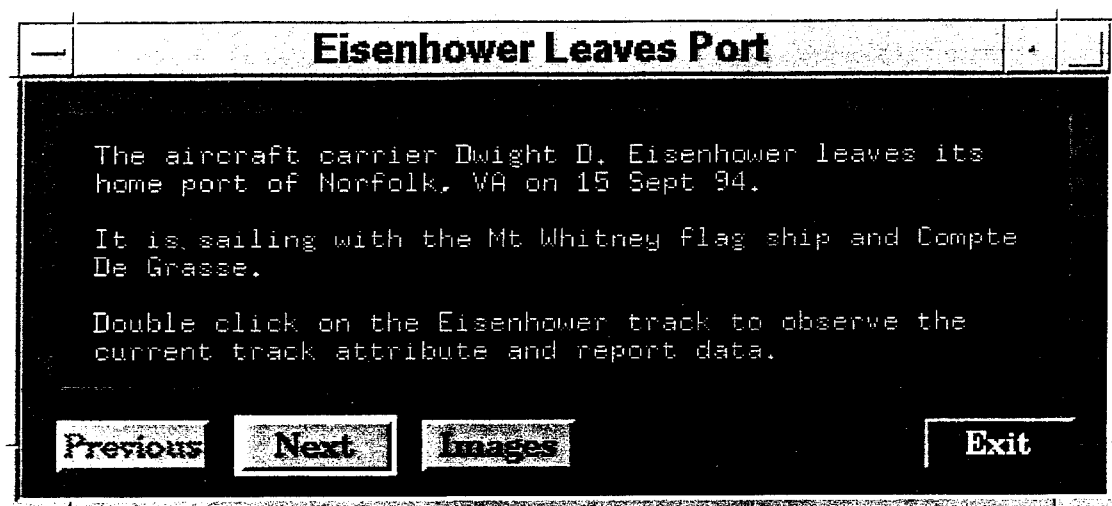 Eisenhower Leaves Port
The aircraft carrier Dwight D. Eisenhower leaves its
home port of Norfolk, VA on 15 Sept 94.
It is sailing with the Mt Whitney flag ship and Compte
De Grasse.
Double click on the Eisenhower track to observe the
current track attribute and report data.
Previous Next Images Exit